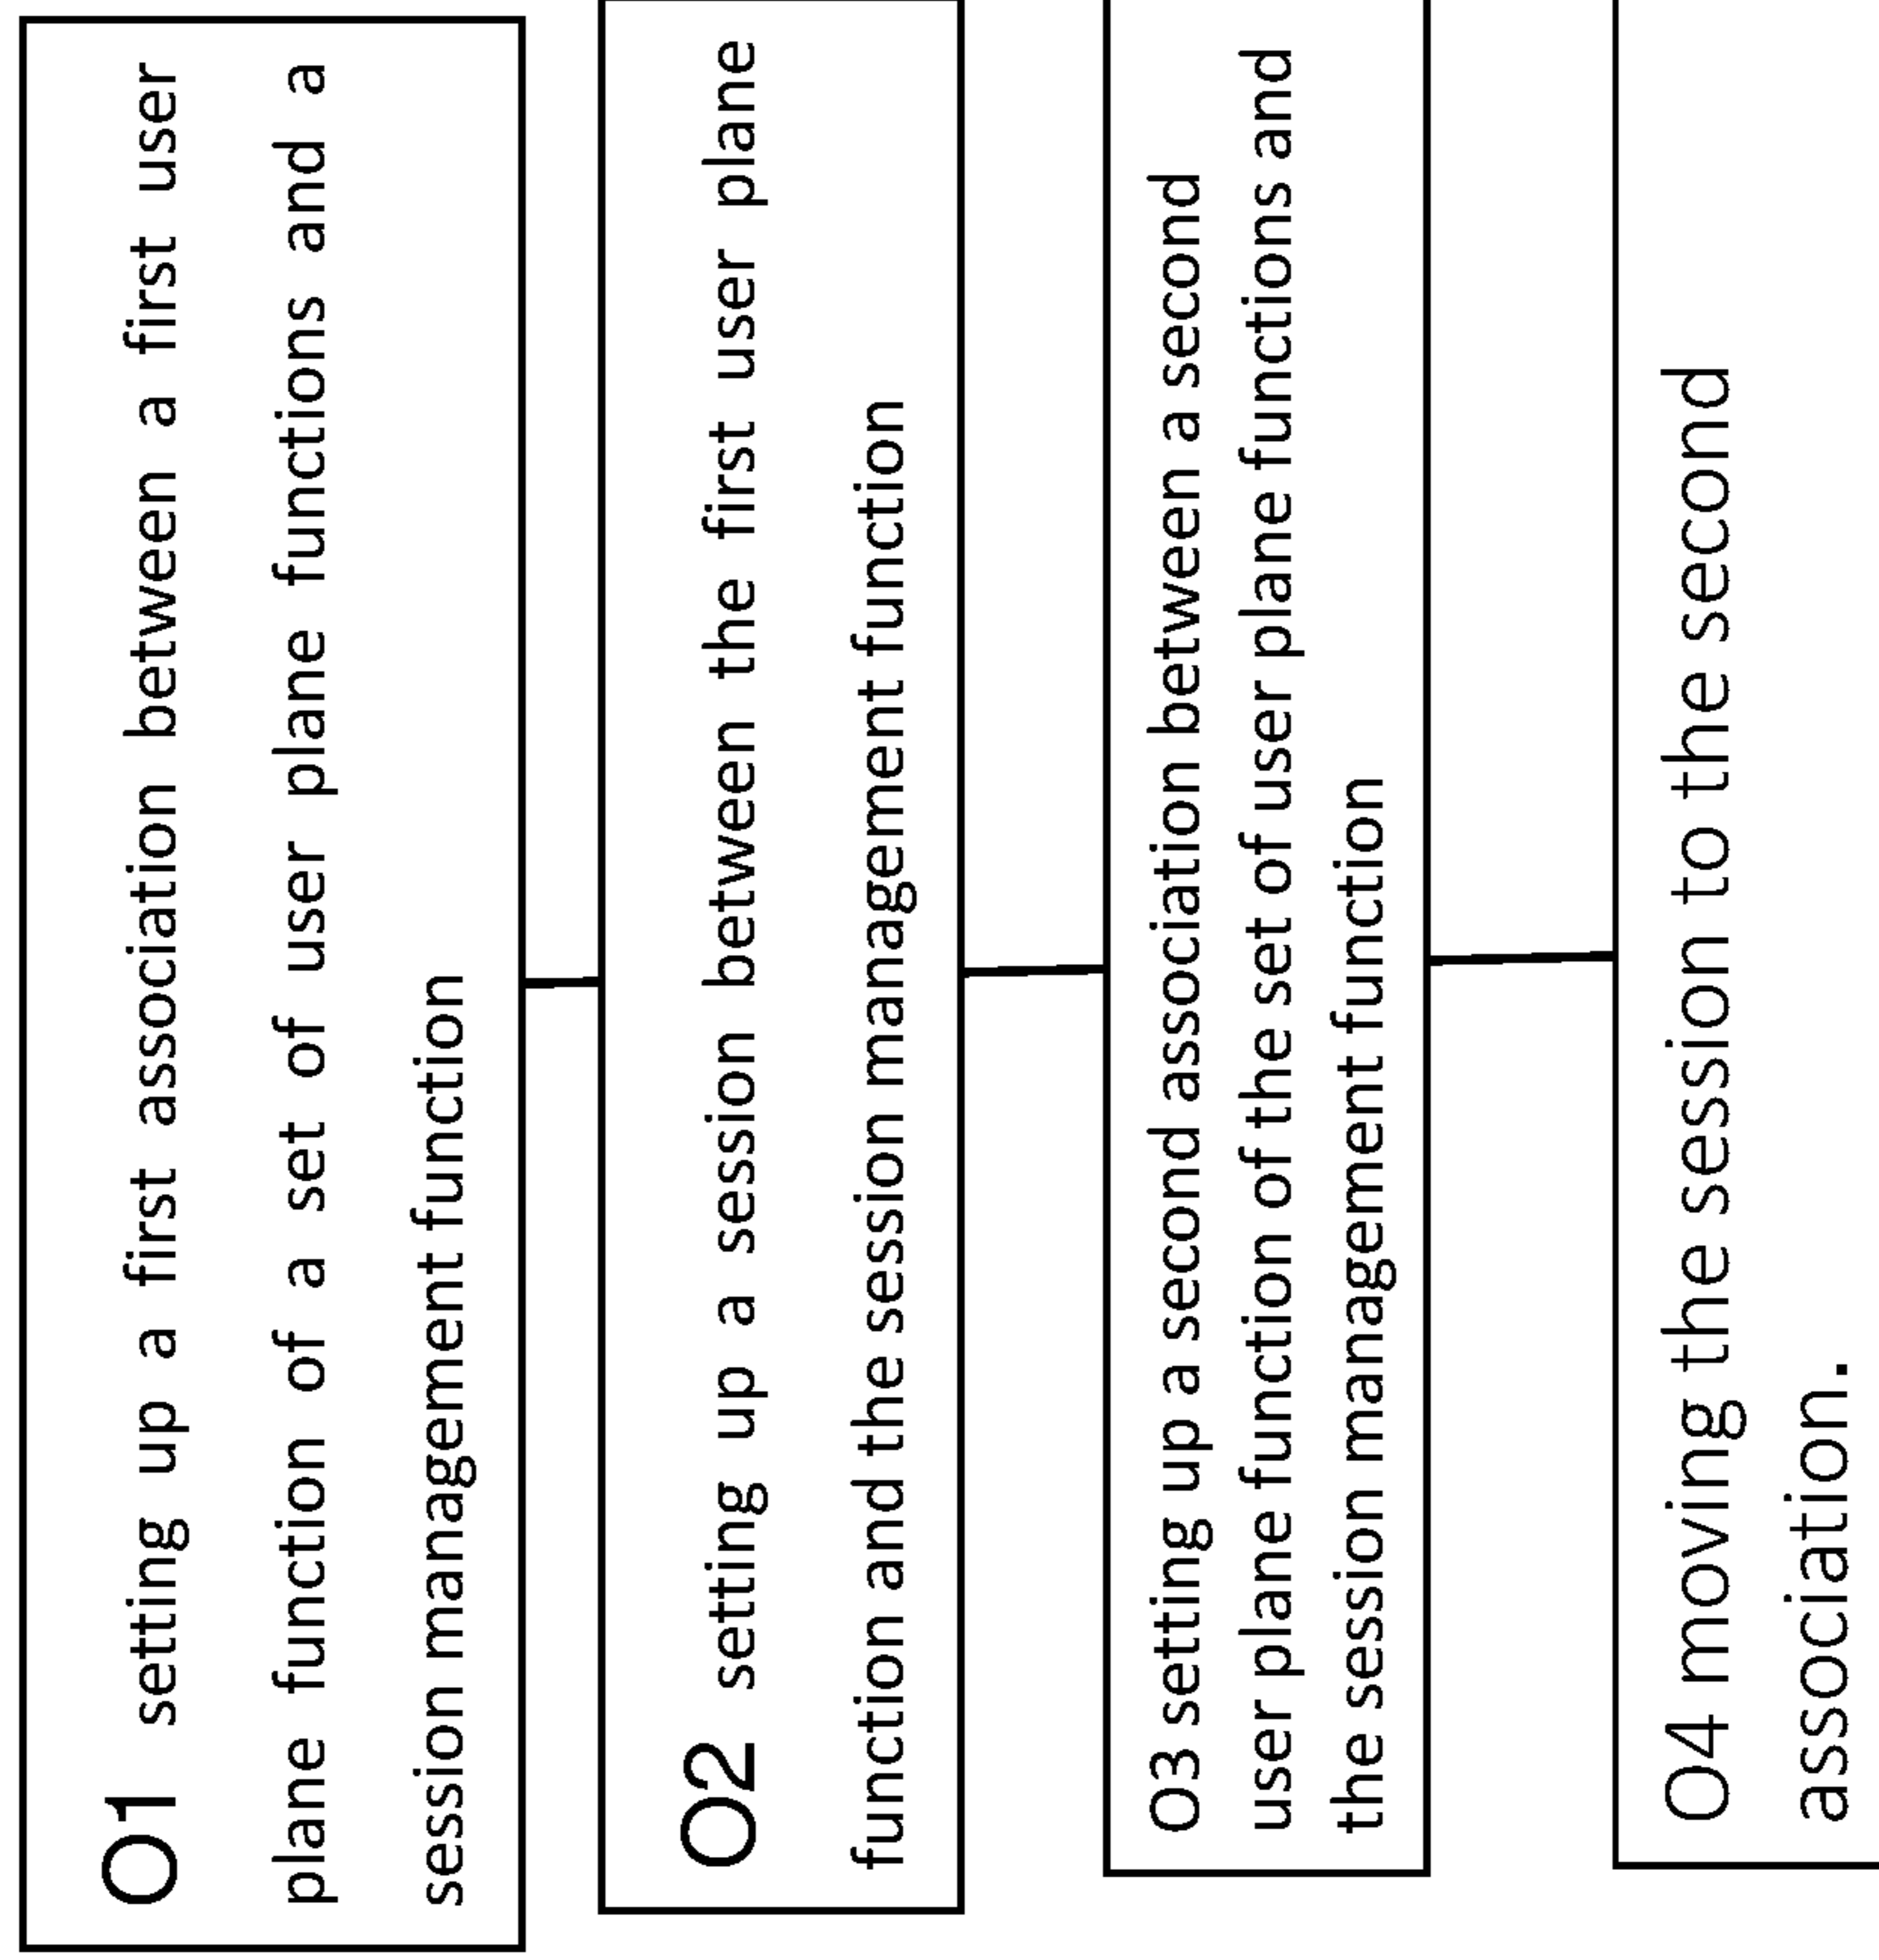 O1 setting up a first association between a first user
plane function of a set of user plane functions and a
session management function
O2 setting up a session between the first user plane
function and the session management function
O3 setting up a second association between a second
user plane function of the set of user plane functions and
the session management function
O4 moving the session to the second
association.